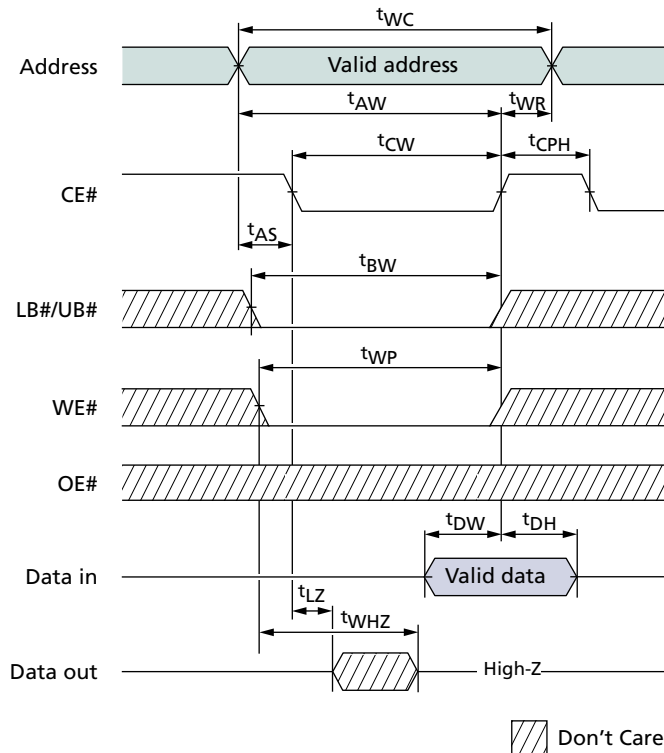 tWC
Address
Valid address
tAW
tWR
tCW
tCPH
CE#
tAS
tBW
LB#/UB#
tWP
WE#
OE#
tDW
tDH
Data in
Valid data
tLZ
tWHZ
Data out
High-Z
Don't Care